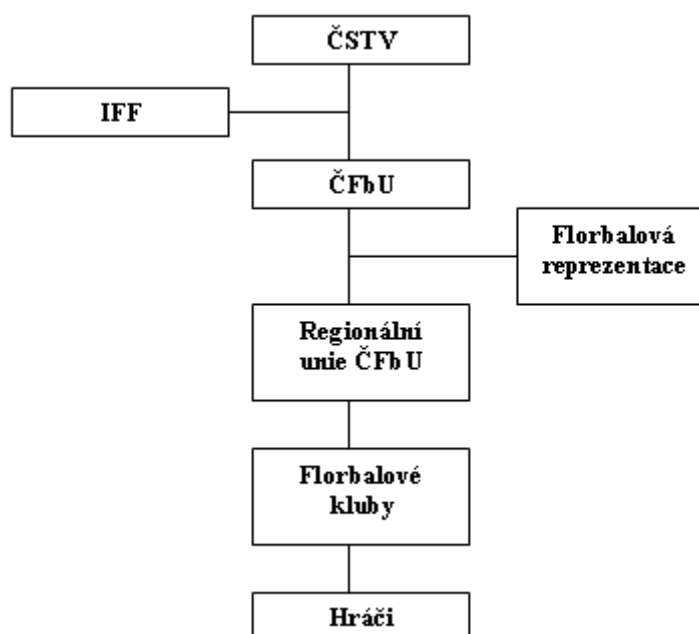 ČSTV
IFF
ČFbU
Florbalová
reprezentace
Regionální
unie ČFbU
Florbalové
kluby
Hráči